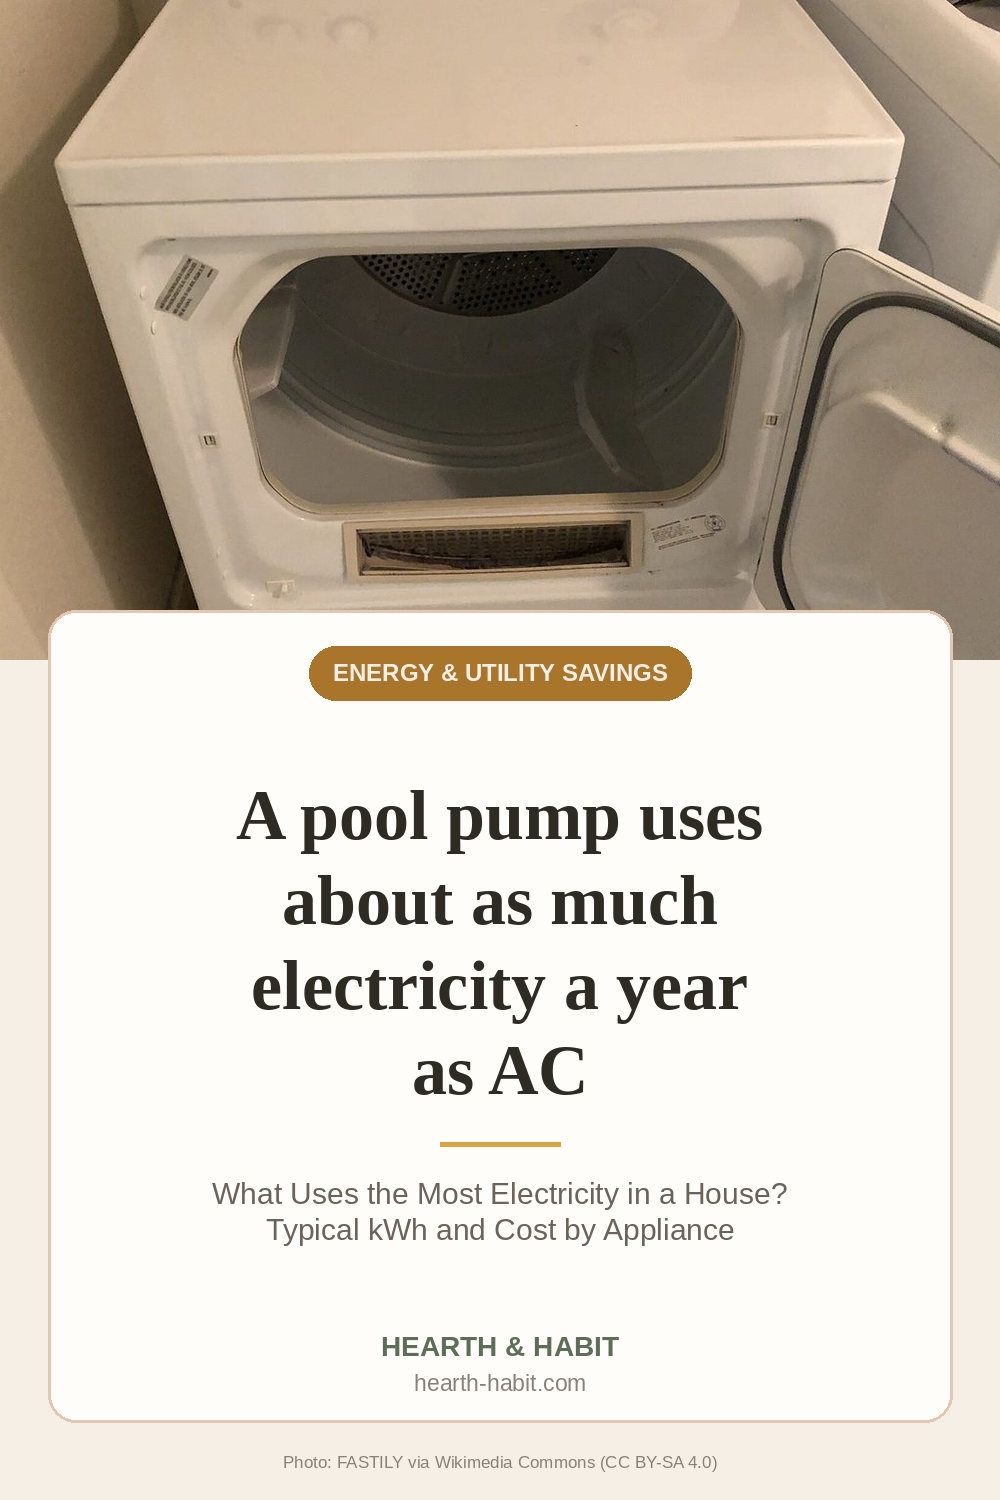 ENERGY & UTILITY SAVINGS
A pool pump uses
about as much
electricity a year
as AC
What Uses the Most Electricity in a House?
Typical kWh and Cost by Appliance
HEARTH & HABIT
hearth-habit.com
Photo: FASTILY via Wikimedia Commons (CC BY-SA 4.0)